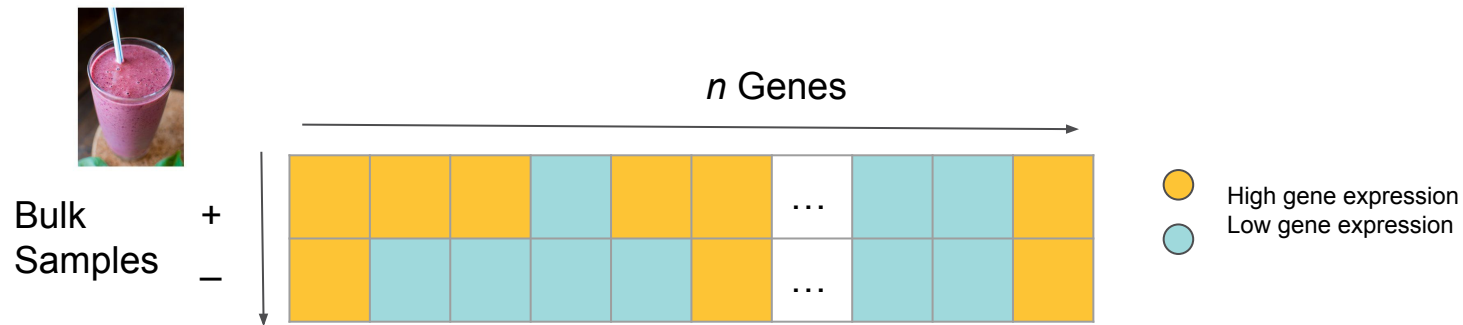 n Genes
Bulk
Samples
+
–
...
...
High gene expression
Low gene expression